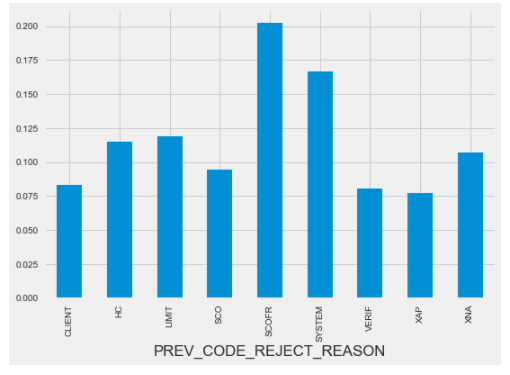 0.200
0.175
0.150
0.125
0.100
0.075
0.050
0.025
0.000
CLIENT
HC
LIMIT
SCO
SCOFR
SYSTEM
VERIF
XAP
XNA
PREV_CODE_REJECT_REASON